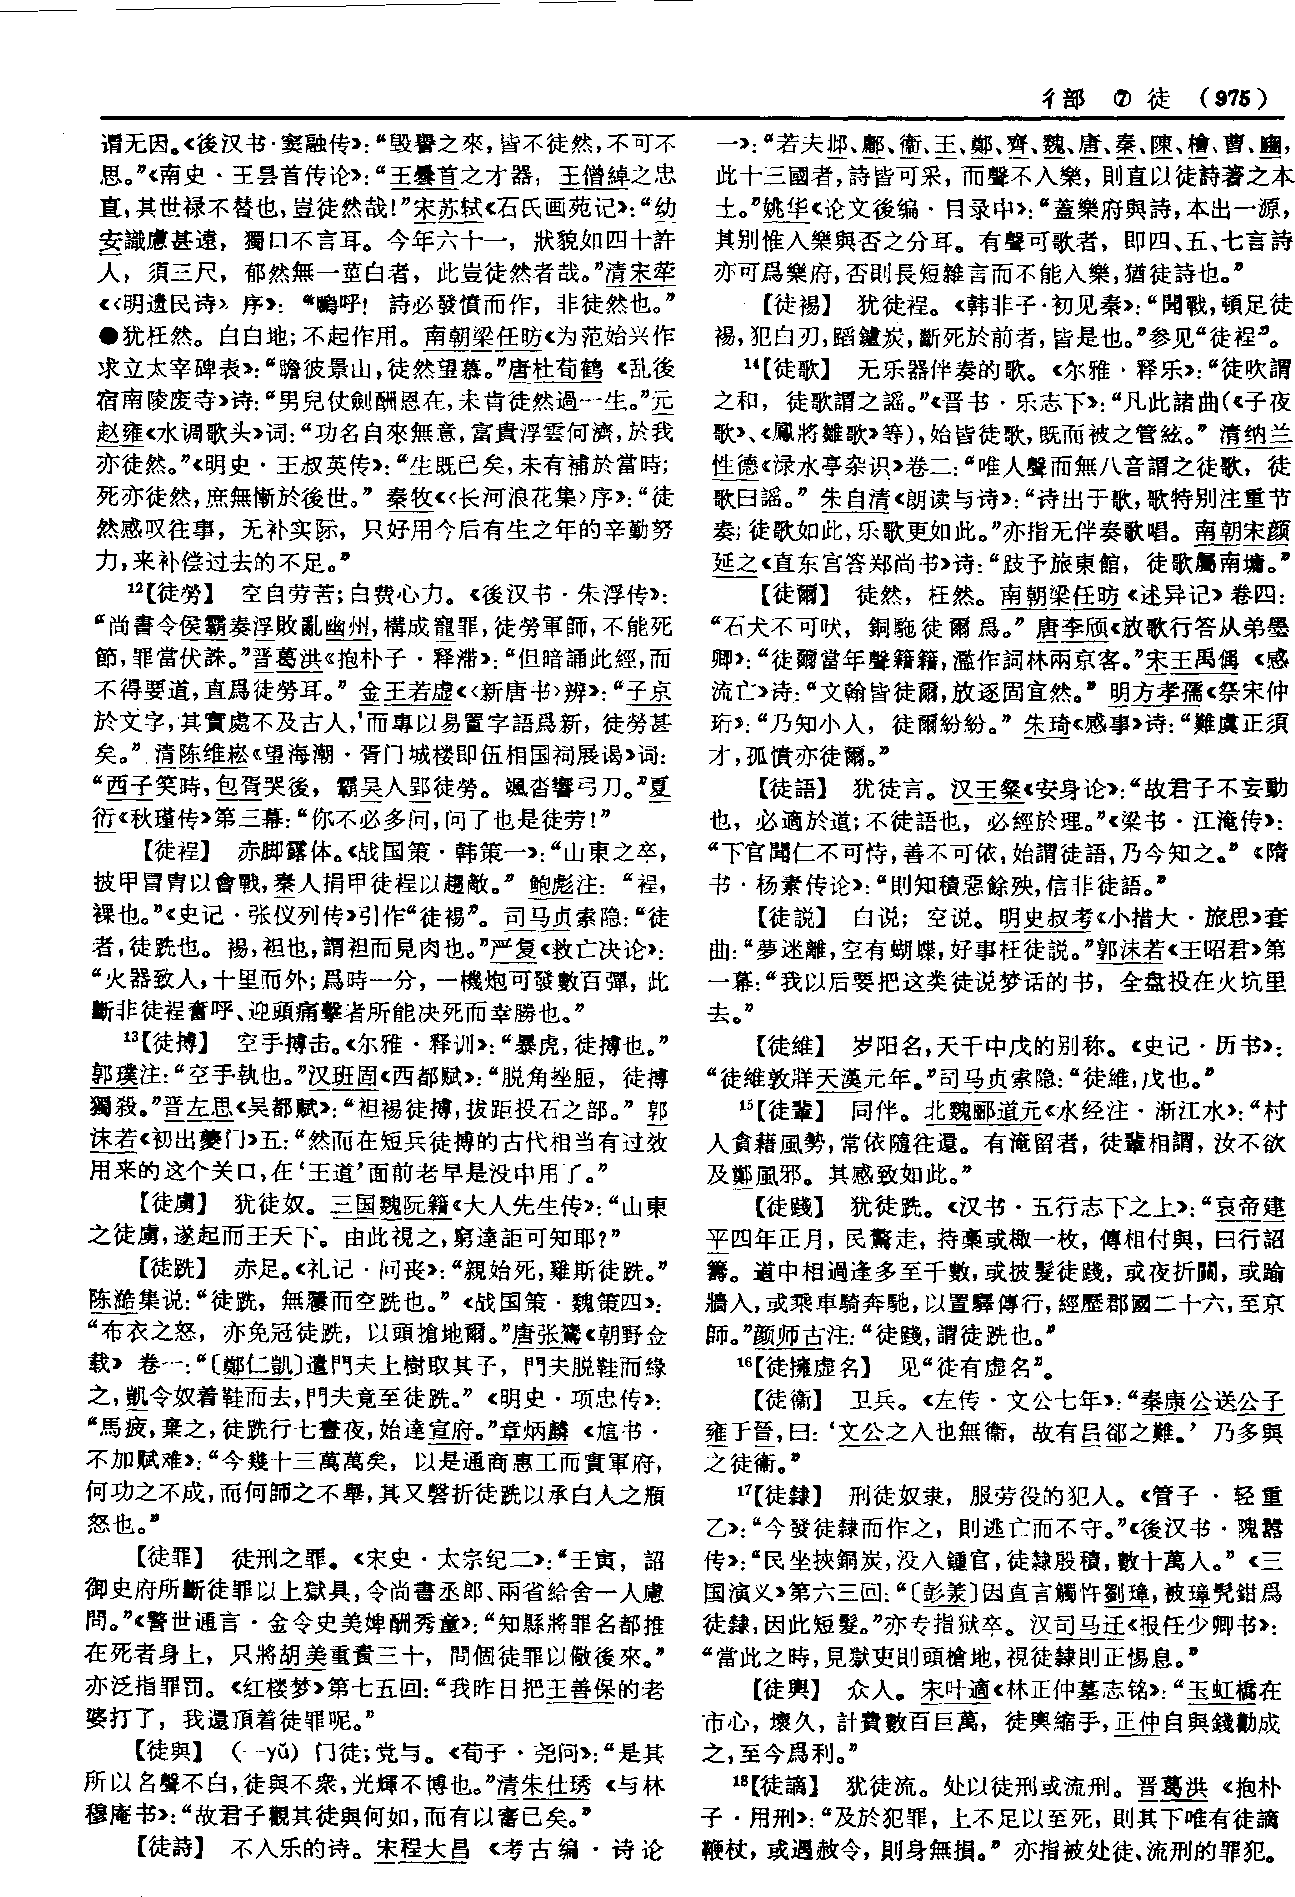 彳部 ⑦ 徒 (975)
谓无因。《後汉书·窦融传》：“毁譽之來，皆不徒然，不可不
思。”《南史·王昙首传论》：“王曇首之才器，王僧綽之忠
直，其世禄不替也，豈徒然哉！”宋苏轼《石氏画苑记》：“幼
安識慮甚遠，獨口不言耳。今年六十一，狀貌如四十許
人，須三尺，郁然無一莖白者，此豈徒然者哉。”清宋荦
《〈明遗民诗〉序》：“嗚呼！詩必發憤而作，非徒然也。”
●犹枉然。白白地；不起作用。南朝梁任昉《为范始兴作
求立太宰碑表》：“瞻彼景山，徒然望慕。”唐杜荀鹤《乱後
宿南陵废寺》诗：“男兒仗劍酬恩在，未肯徒然過一生。”元
赵雍《水调歌头》词：“功名自來無意，富貴浮雲何濟，於我
亦徒然。”《明史·王叔英传》：“生既已矣，未有補於當時；
死亦徒然，庶無慚於後世。”秦牧《〈长河浪花集〉序》：“徒
然感叹往事，无补实际，只好用今后有生之年的辛勤努
力，来补偿过去的不足。”
12【徒勞】 空自劳苦；白费心力。《後汉书·朱浮传》：
“尚書令侯霸奏浮敗亂幽州，構成寵罪，徒勞軍師，不能死
節，罪當伏誅。”晋葛洪《抱朴子·释滞》：“但暗誦此經，而
不得要道，直爲徒勞耳。”金王若虚《〈新唐书〉辨》：“子京
於文字，其實處不及古人，而專以易置字語爲新，徒勞甚
矣。”清陈维崧《望海潮·胥门城楼即伍相国祠展谒》词：
“西子笑時，包胥哭後，霸吴人郢徒勞。颯沓響弓刀。”夏
衍《秋瑾传》第三幕：“你不必多问，问了也是徒劳！”
【徒裎】 赤脚露体。《战国策·韩策一》：“山東之卒，
披甲冒胄以會戰，秦人捐甲徒裎以趨敵。”鲍彪注：“裎，
裸也。”《史记·张仪列传》引作“徒裼”。司马贞索隐：“徒
者，徒跣也。裼，袒也，謂袒而見肉也。”严复《救亡决论》：
“火器致人，十里而外；爲時一分，一機炮可發數百彈，此
斷非徒裎奮呼、迎頭痛擊者所能决死而幸勝也。”
13【徒搏】 空手搏击。《尔雅·释训》：“暴虎，徒搏也。”
郭璞注：“空手執也。”汉班固《西都赋》：“脱角挫脰，徒搏
獨殺。”晋左思《吴都赋》：“袒裼徒搏，拔距投石之部。”郭
沫若《初出夔门》五：“然而在短兵徒搏的古代相当有过效
用来的这个关口，在‘王道’面前老早是没中用了。”
【徒虜】 犹徒奴。三国魏阮籍《大人先生传》：“山東
之徒虜，遂起而王天下。由此視之，窮達詎可知耶？”
【徒跣】 赤足。《礼记·问丧》：“親始死，雞斯徒跣。”
陈澔集说：“徒跣，無屨而空跣也。”《战国策·魏策四》：
“布衣之怒，亦免冠徒跣，以頭搶地爾。”唐张鷟《朝野佥
载》卷一：“〔鄭仁凱〕遣門夫上樹取其子，門夫脱鞋而緣
之，凱令奴着鞋而去，門夫竟至徒跣。”《明史·项忠传》：
“馬疲，棄之，徒跣行七晝夜，始達宣府。”章炳麟《訄书·
不加赋难》：“今幾十三萬萬矣，以是通商惠工而實軍府，
何功之不成，而何師之不舉，其又磬折徒跣以承白人之頩
怒也。”
【徒罪】 徒刑之罪。《宋史·太宗纪二》：“壬寅，詔
御史府所斷徒罪以上獄具，令尚書丞郎、兩省給舍一人慮
問。”《警世通言·金令史美婢酬秀童》：“知縣將罪名都推
在死者身上，只將胡美重責三十，問個徒罪以儆後來。”
亦泛指罪罚。《红楼梦》第七五回：“我昨日把王善保的老
婆打了，我還頂着徒罪呢。”
【徒與】 （--yǔ）门徒；党与。《荀子·尧问》：“是其
所以名聲不白，徒與不衆，光輝不博也。”清朱仕琇《与林
穆庵书》：“故君子觀其徒與何如，而有以審己矣。”
【徒詩】 不入乐的诗。宋程大昌《考古编·诗论
一》：“若夫邶、鄘、衞、王、鄭、齊、魏、唐、秦、陳、檜、曹、豳，
此十三國者，詩皆可采，而聲不入樂，則直以徒詩著之本
土。”姚华《论文後编·目录中》：“蓋樂府與詩，本出一源，
其别惟入樂與否之分耳。有聲可歌者，即四、五、七言詩
亦可爲樂府，否則長短雜言而不能入樂，猶徒詩也。”
【徒裼】 犹徒裎。《韩非子·初见秦》：“聞戰，頓足徒
裼，犯白刃，蹈鑪炭，斷死於前者，皆是也。”参见“徒裎”。
14【徒歌】 无乐器伴奏的歌。《尔雅·释乐》：“徒吹謂
之和，徒歌謂之謡。”《晋书·乐志下》：“凡此諸曲（《子夜
歌》、《鳳將雛歌》等），始皆徒歌，既而被之管絃。”清纳兰
性德《渌水亭杂识》卷二：“唯人聲而無八音謂之徒歌，徒
歌曰謡。”朱自清《朗读与诗》：“诗出于歌，歌特别注重节
奏；徒歌如此，乐歌更如此。”亦指无伴奏歌唱。南朝宋颜
延之《直东宫答郑尚书》诗：“跂予旅東館，徒歌屬南墉。”
【徒爾】 徒然，枉然。南朝梁任昉《述异记》卷四：
“石犬不可吠，銅駞徒爾爲。”唐李颀《放歌行答从弟墨
卿》：“徒爾當年聲籍籍，濫作詞林兩京客。”宋王禹偁《感
流亡》诗：“文翰皆徒爾，放逐固宜然。”明方孝孺《祭宋仲
珩》：“乃知小人，徒爾紛紛。”朱琦《感事》诗：“難虞正須
才，孤憤亦徒爾。”
【徒語】 犹徒言。汉王粲《安身论》：“故君子不妄動
也，必適於道；不徒語也，必經於理。”《梁书·江淹传》：
“下官聞仁不可恃，善不可依，始謂徒語，乃今知之。”《隋
书·杨素传论》：“則知積惡餘殃，信非徒語。”
【徒説】 白说；空说。明史叔考《小措大·旅思》套
曲：“夢迷離，空有蝴蝶，好事枉徒説。”郭沫若《王昭君》第
一幕：“我以后要把这类徒说梦话的书，全盘投在火坑里
去。”
【徒維】 岁阳名，天干中戊的别称。《史记·历书》：
“徒維敦牂天漢元年。”司马贞索隐：“徒維，戊也。”
15【徒輩】 同伴。北魏郦道元《水经注·渐江水》：“村
人貪藉風勢，常依隨往還。有淹留者，徒輩相謂，汝不欲
及鄭風邪。其感致如此。”
【徒踐】 犹徒跣。《汉书·五行志下之上》：“哀帝建
平四年正月，民驚走，持稾或棷一枚，傳相付與，曰行詔
籌。道中相過逢多至千數，或披髮徒踐，或夜折關，或踰
牆入，或乘車騎奔馳，以置驛傳行，經歷郡國二十六，至京
師。”颜师古注：“徒踐，謂徒跣也。”
16【徒擁虚名】 见“徒有虚名”。
【徒衞】 卫兵。《左传·文公七年》：“秦康公送公子
雍于晉，曰：‘文公之入也無衞，故有吕郤之難。’乃多與
之徒衞。”
17【徒隸】 刑徒奴隶，服劳役的犯人。《管子·轻重
乙》：“今發徒隸而作之，則逃亡而不守。”《後汉书·隗嚣
传》：“民坐挾銅炭，没入鍾官，徒隸殷積，數十萬人。”《三
国演义》第六三回：“〔彭羕〕因直言觸忤劉璋，被璋髡鉗爲
徒隸，因此短髮。”亦专指狱卒。汉司马迁《报任少卿书》：
“當此之時，見獄吏則頭槍地，視徒隸則正惕息。”
【徒輿】 众人。宋叶適《林正仲墓志铭》：“玉虹橋在
市心，壞久，計費數百巨萬，徒輿縮手，正仲自與錢勸成
之，至今爲利。”
18【徒謫】 犹徒流。处以徒刑或流刑。晋葛洪《抱朴
子·用刑》：“及於犯罪，上不足以至死，則其下唯有徒謫
鞭杖，或遇赦令，則身無損。”亦指被处徒、流刑的罪犯。